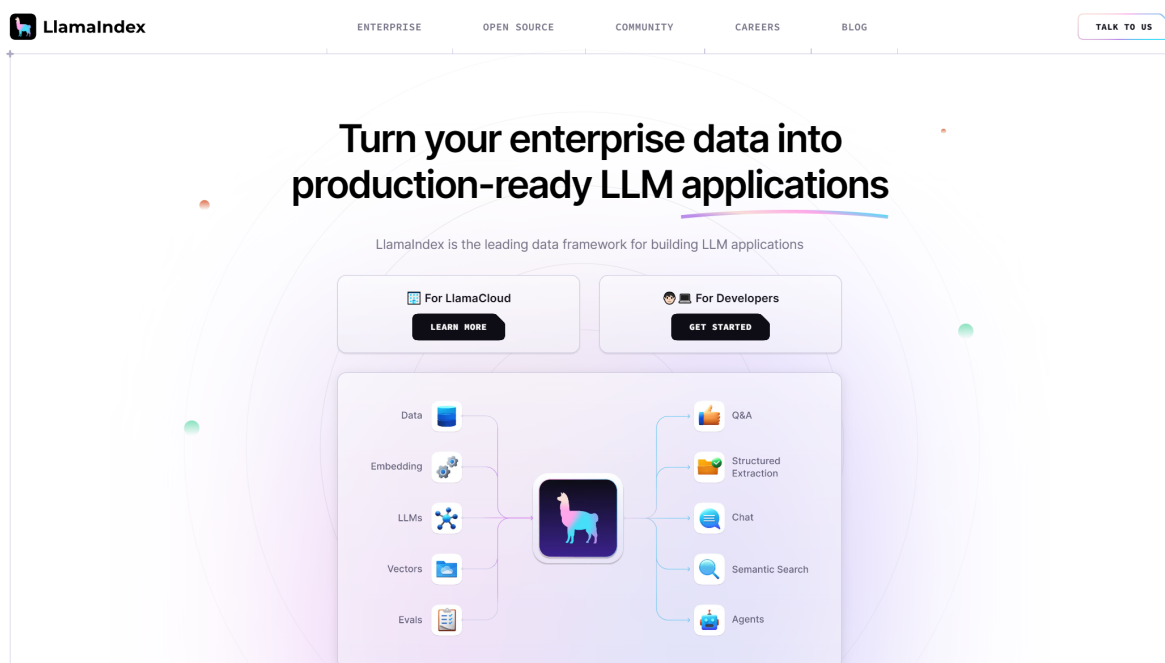 LlamaIndex
ENTERPRISE
OPEN SOURCE
COMMUNITY
CAREERS
BLOG
TALK TO US
Turn your enterprise data into
production-ready LLM applications
LlamaIndex is the leading data framework for building LLM applications
For LlamaCloud
LEARN MORE
For Developers
GET STARTED
Data
Embedding
LLMs
Vectors
Evals
Q&A
Structured
Extraction
Chat
Semantic Search
Agents